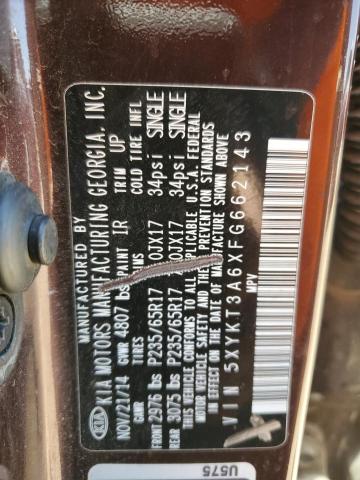 MANUFACTURED BY
KIA KIA MOTORS MANUFACTURING GEORGIA, INC.
NOV/21/14 GVWR 4807 lbs PAINT IR TRIM UP
GAWR COLD TIRE INFL
FRONT 2976 lbs P235/65R17 34psi SINGLE
REAR 3075 lbs P235/65R17 34psi SINGLE
THIS VEHICLE CONFORMS TO ALL APPLICABLE U.S.A. FEDERAL
MOTOR VEHICLE SAFETY AND THEFT PREVENTION STANDARDS
IN EFFECT ON THE DATE OF MANUFACTURE SHOWN ABOVE
VIN 5XYKT3A6XFG662143
MPV
U575